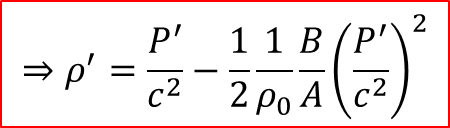 ⇒ ρ′ = P′/c² − 1/2 1/ρ₀ B/A (P′/c²)²